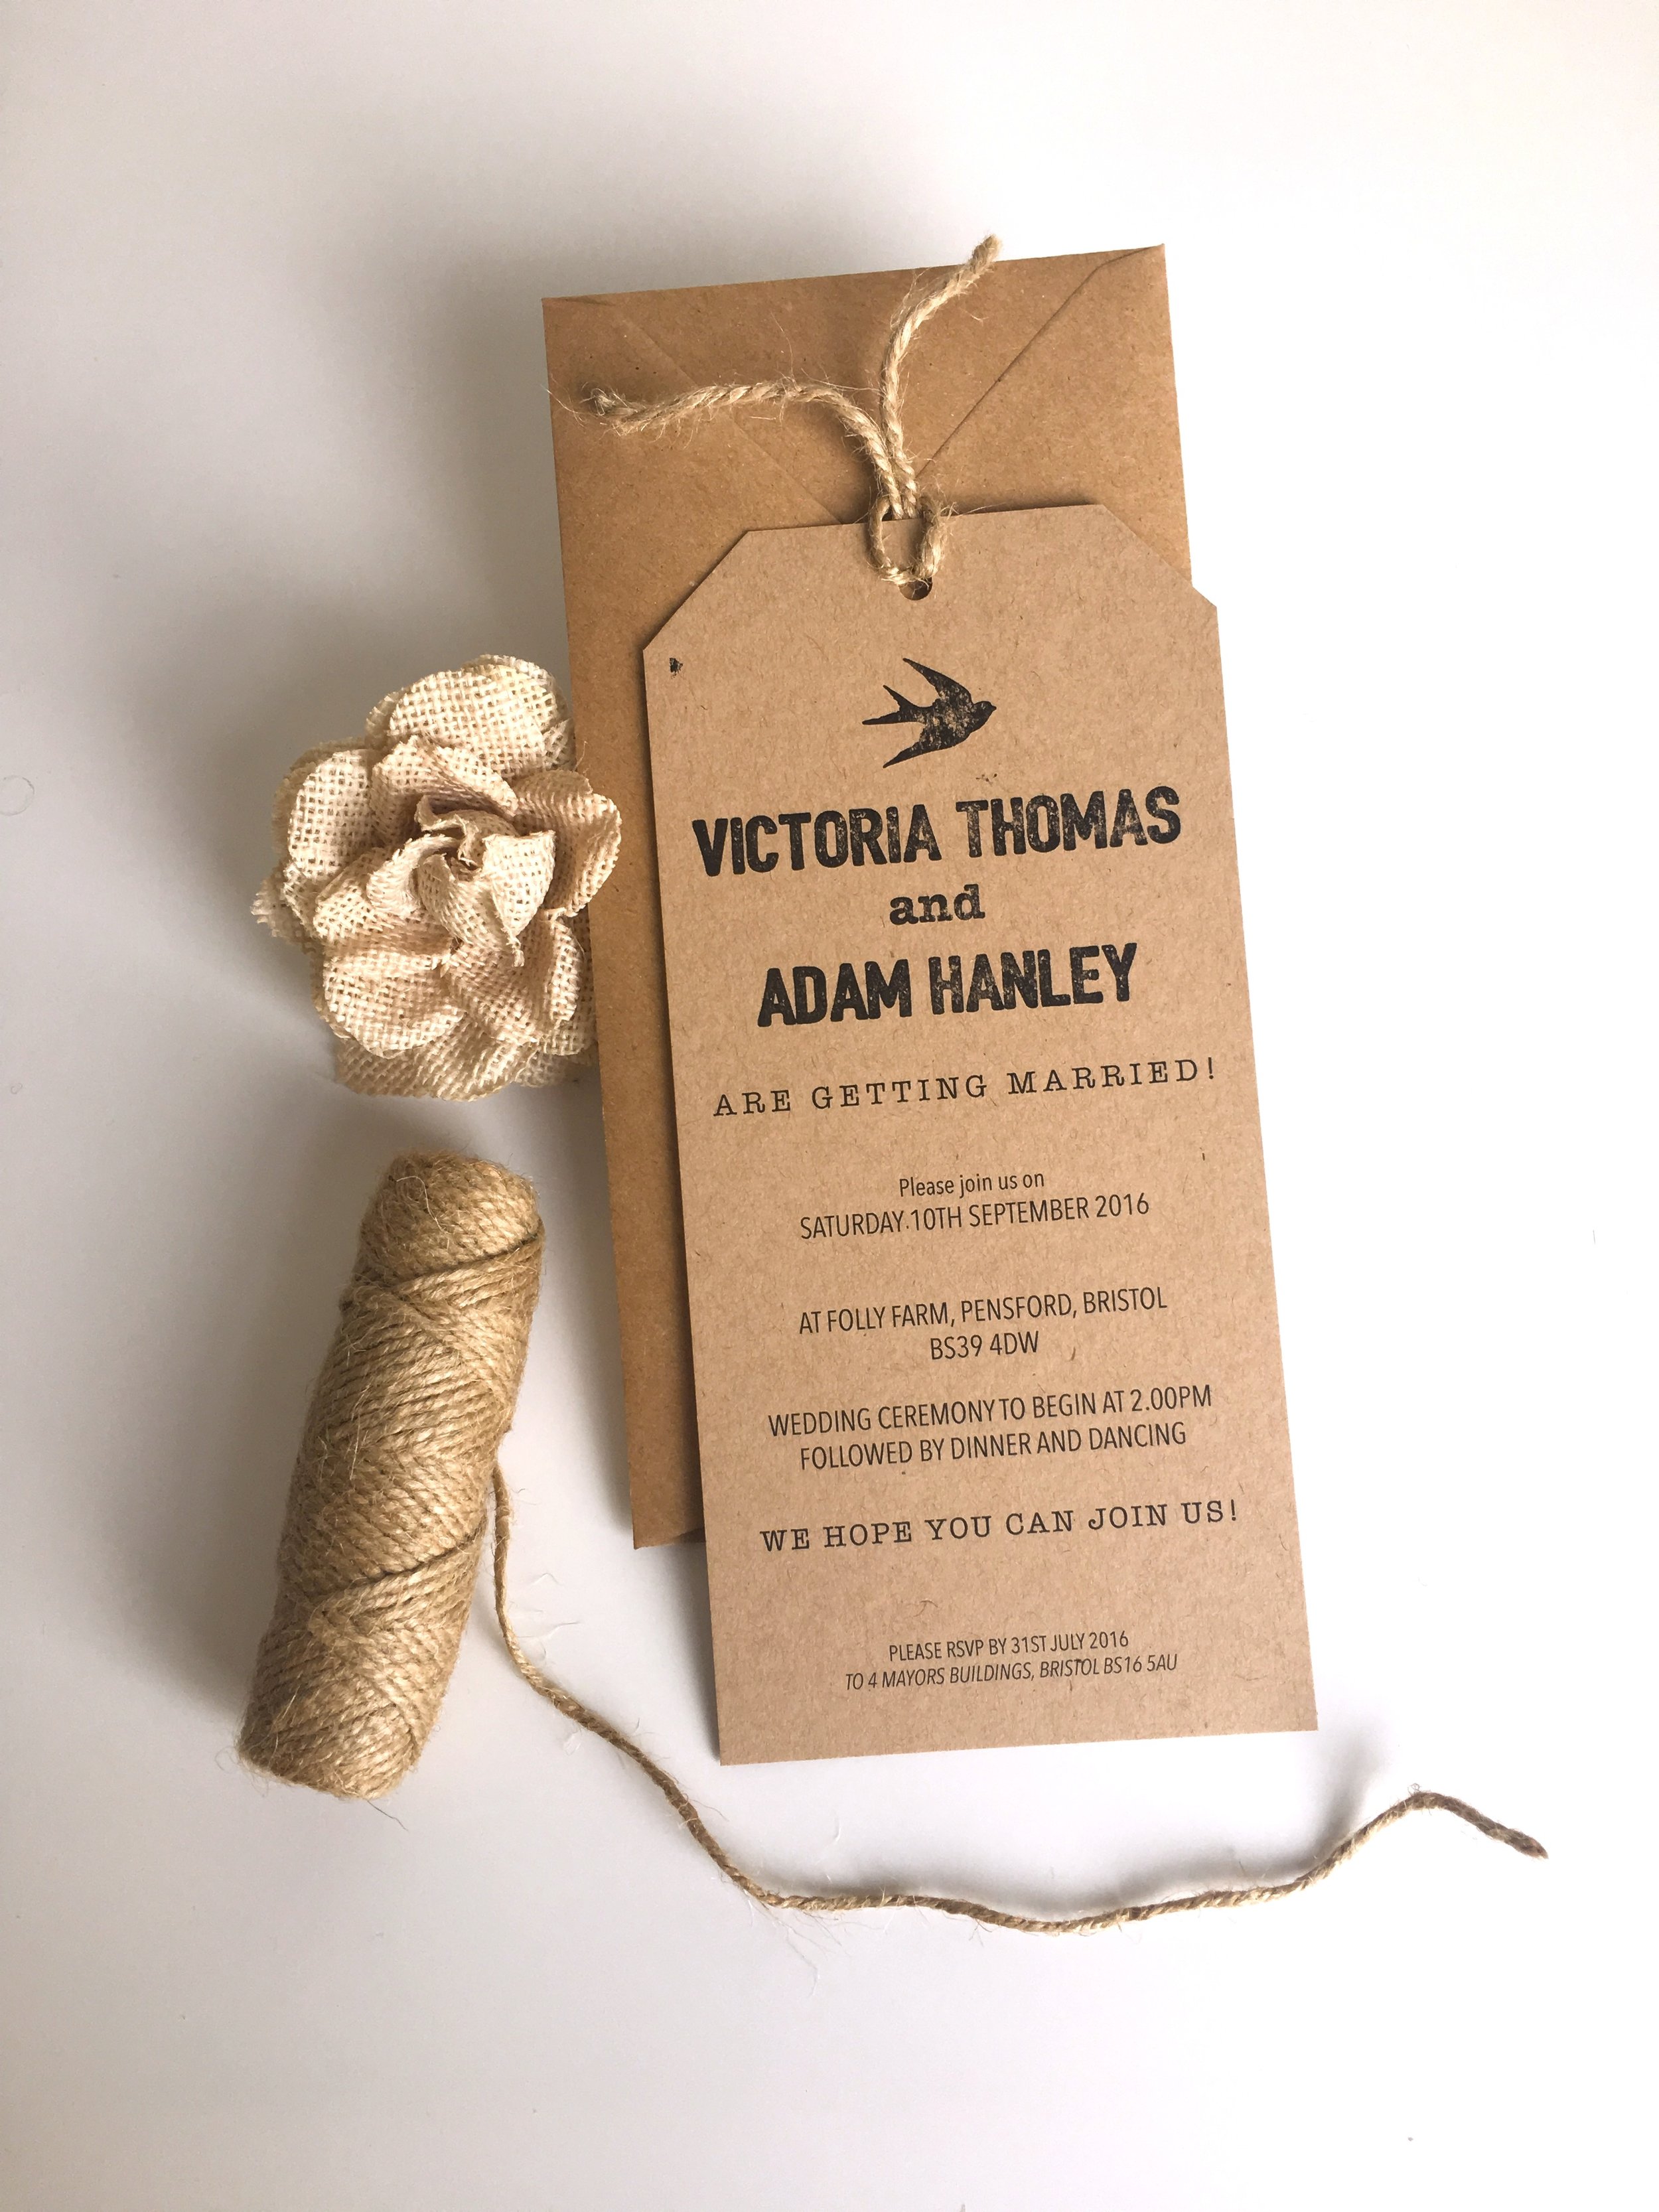 VICTORIA THOMAS
and
ADAM HANLEY
ARE GETTING MARRIED!
Please join us on
SATURDAY 10TH SEPTEMBER 2016
AT FOLLY FARM, PENSFORD, BRISTOL
BS39 4DW
WEDDING CEREMONY TO BEGIN AT 2.00PM
FOLLOWED BY DINNER AND DANCING
WE HOPE YOU CAN JOIN US!
PLEASE RSVP BY 31ST JULY 2016
TO 4 MAYORS BUILDINGS, BRISTOL BS16 5AU